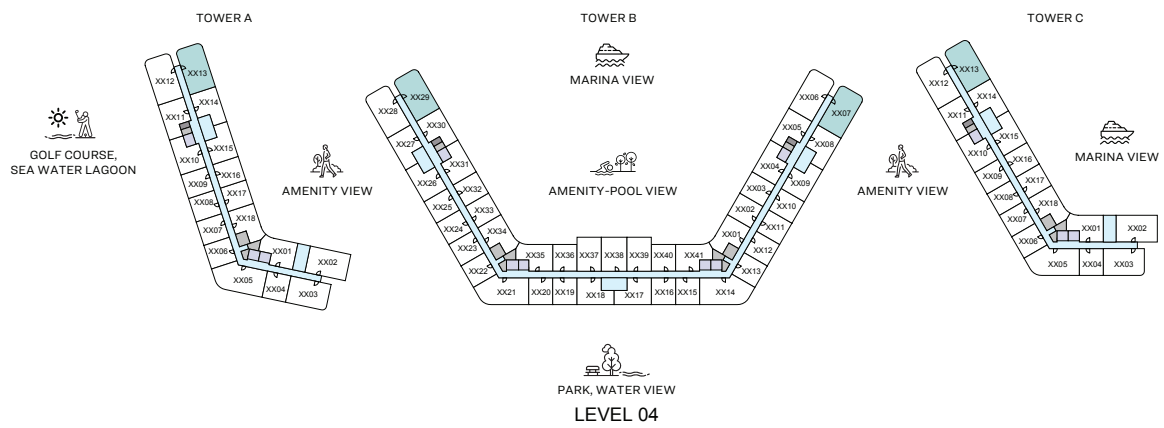 TOWER A
TOWER B
TOWER C
MARINA VIEW
GOLF COURSE,
SEA WATER LAGOON
AMENITY VIEW
AMENITY-POOL VIEW
AMENITY VIEW
MARINA VIEW
XX12
XX13
XX11
XX14
XX10
XX15
XX09
XX16
XX08
XX17
XX07
XX18
XX06
XX01
XX02
XX05
XX04
XX03
XX28
XX29
XX27
XX30
XX26
XX31
XX25
XX32
XX24
XX33
XX23
XX34
XX22
XX35
XX36
XX37
XX38
XX39
XX40
XX41
XX21
XX20
XX19
XX18
XX17
XX16
XX15
XX14
XX06
XX07
XX05
XX08
XX04
XX09
XX03
XX10
XX02
XX11
XX01
XX12
XX13
XX12
XX13
XX11
XX14
XX10
XX15
XX09
XX16
XX08
XX17
XX07
XX18
XX06
XX01
XX02
XX05
XX04
XX03
PARK, WATER VIEW
LEVEL 04